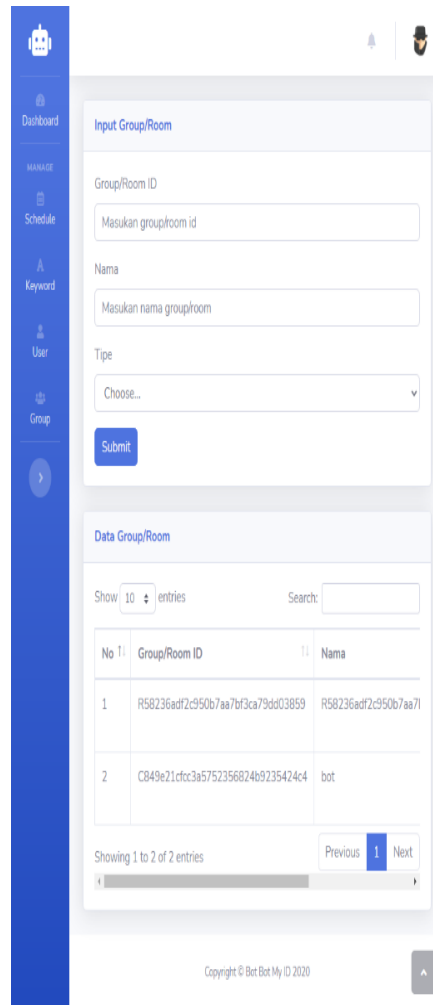 Dashboard
MANAGE
Schedule
Keyword
User
Group
Input Group/Room
Group/Room ID
Masukan group/room id
Nama
Masukan nama group/room
Tipe
Choose...
Submit
Data Group/Room
Show 10 entries Search:
No Group/Room ID Nama
1 R58236adf2c950b7aa7bf3ca79dd03859 R58236adf2c950b7aa7
2 C849e21cfcc3a5752356824b9235424c4 bot
Showing 1 to 2 of 2 entries Previous 1 Next
Copyright © Bot Bot My ID 2020